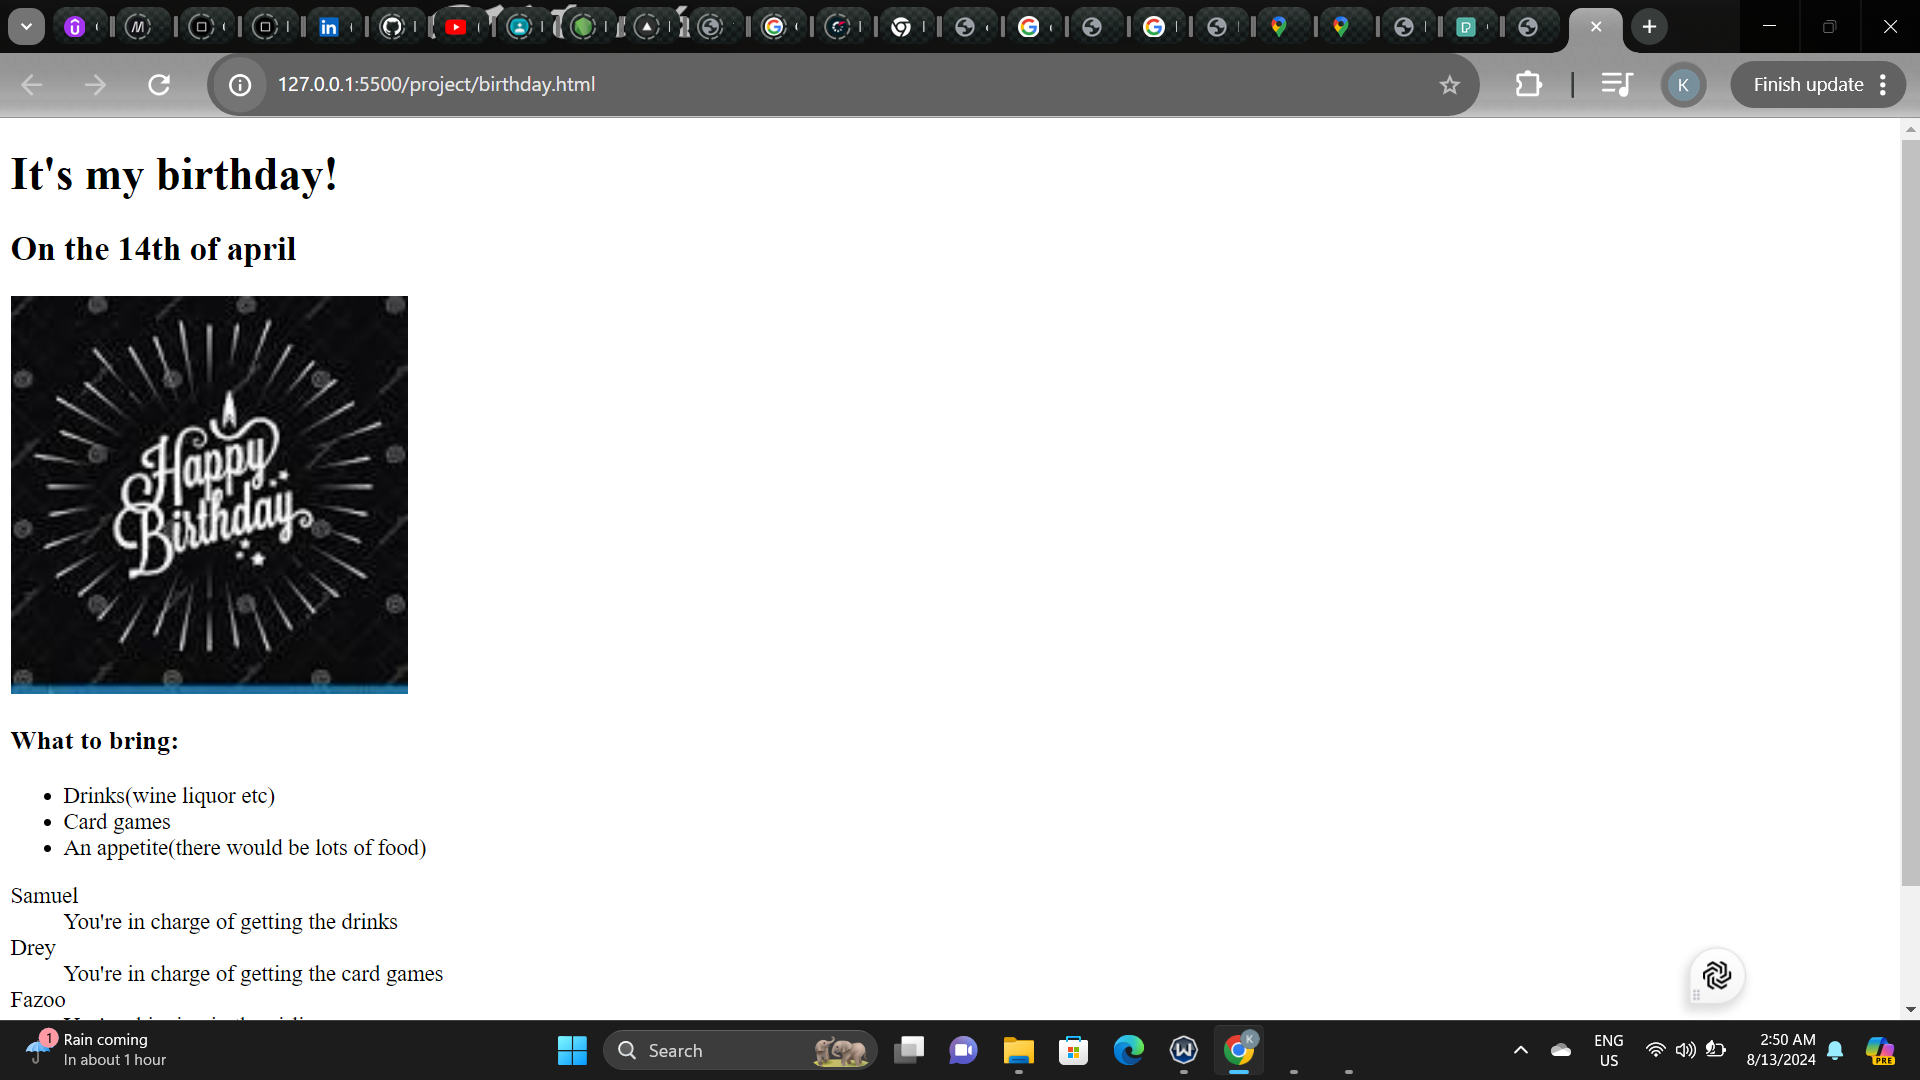 127.0.0.1:5500/project/birthday.html
K
Finish update
It's my birthday!
On the 14th of april
Happy
Birthday
What to bring:
Drinks(wine liquor etc)
Card games
An appetite(there would be lots of food)
Samuel
You're in charge of getting the drinks
Drey
You're in charge of getting the card games
Fazoo
1
Rain coming
In about 1 hour
Search
K
ENG
US
2:50 AM
8/13/2024
PRE